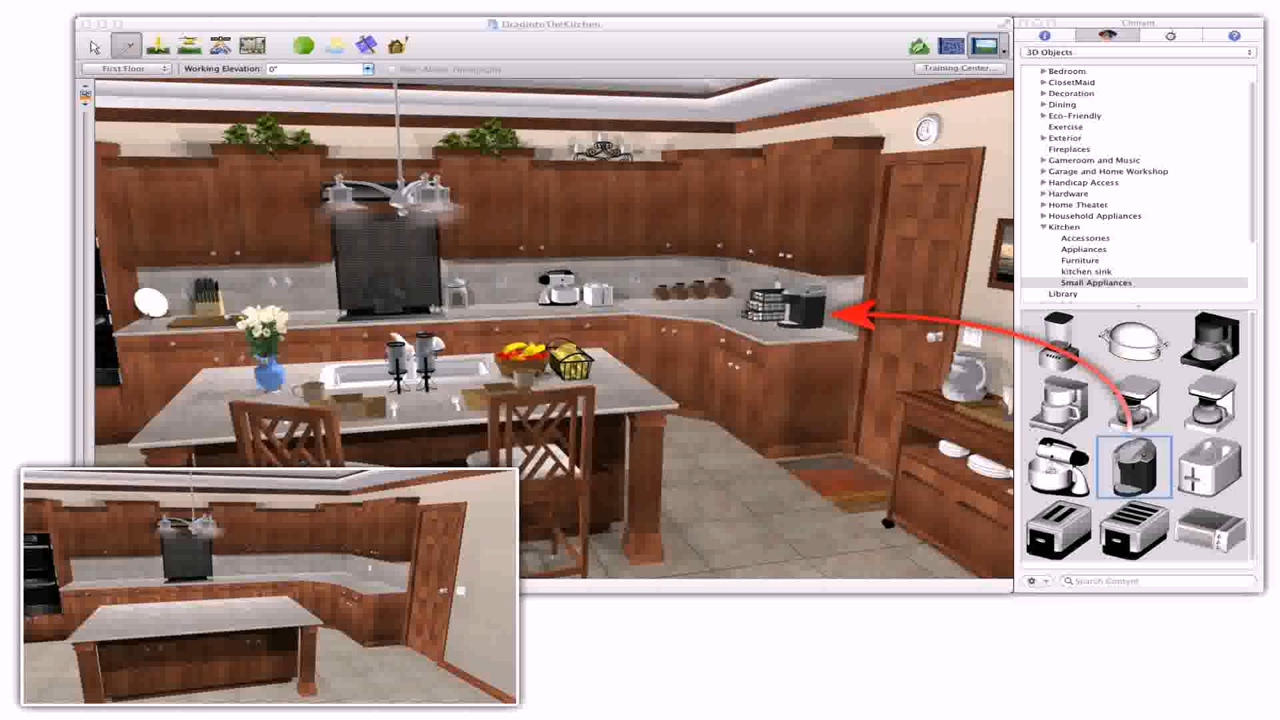 First Floor
Working Elevation: 0"
Training Center...
3D Objects
Bedroom
ClosetMaid
Decoration
Dining
Eco-Friendly
Exercise
Exterior
Fireplaces
Gameroom and Music
Garage and Home Workshop
Handicap Access
Hardware
Home Theater
Household Appliances
Kitchen
Accessories
Appliances
Furniture
kitchen sink
Small Appliances
Library
Search Content